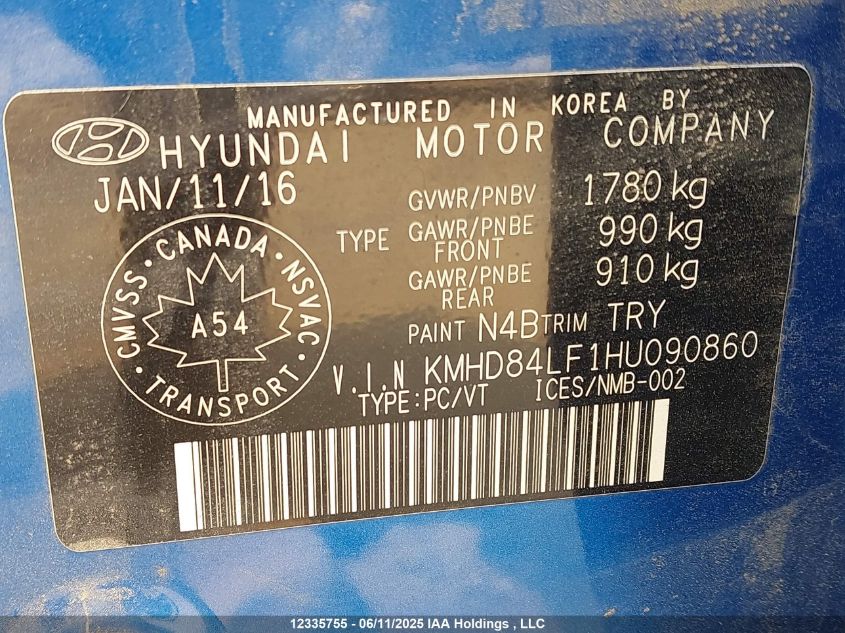 MANUFACTURED IN KOREA BY
HYUNDAI MOTOR COMPANY
JAN/11/16
GVWR/PNBV 1780 kg
TYPE GAWR/PNBE FRONT 990 kg
GAWR/PNBE REAR 910 kg
CMVSS · CANADA · NSVAC · TRANSPORT ·
A54
PAINT N4B TRIM TRY
V.I.N KMHD84LF1HU090860
TYPE:PC/VT ICES/NMB-002
12335755 - 06/11/2025 IAA Holdings , LLC